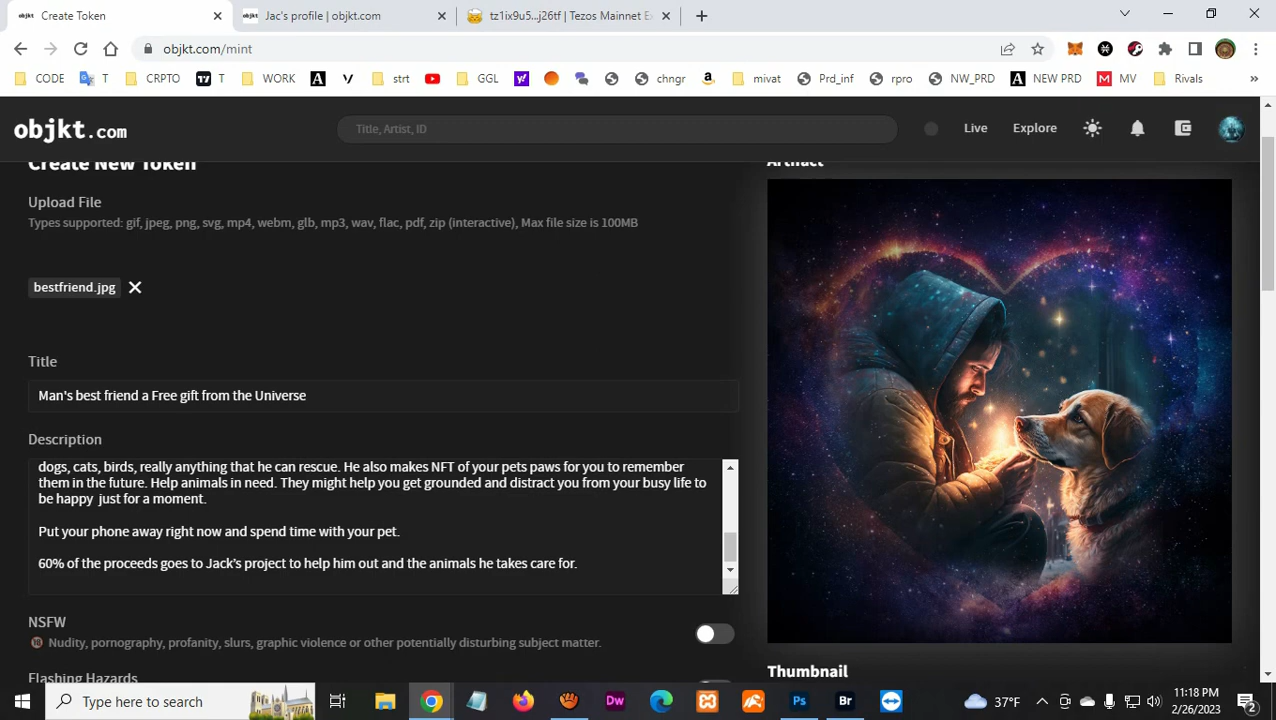 Create Token
Jac's profile | objkt.com
tz1ix9u5...j26tf | Tezos Mainnet Ex
objkt.com/mint
CODE
T
CRPTO
T
WORK
strt
GGL
chngr
mivat
Prd_inf
rpro
NW_PRD
NEW PRD
MV
Rivals
objkt.com
Title, Artist, ID
Live
Explore
Create New Token
Artifact
Upload File
Types supported: gif, jpeg, png, svg, mp4, webm, glb, mp3, wav, flac, pdf, zip (interactive), Max file size is 100MB
bestfriend.jpg
Title
Man's best friend a Free gift from the Universe
Description
dogs, cats, birds, really anything that he can rescue. He also makes NFT of your pets paws for you to remember
them in the future. Help animals in need. They might help you get grounded and distract you from your busy life to
be happy  just for a moment.
Put your phone away right now and spend time with your pet.
60% of the proceeds goes to Jack's project to help him out and the animals he takes care for.
NSFW
Nudity, pornography, profanity, slurs, graphic violence or other potentially disturbing subject matter.
Flashing Hazards
Thumbnail
Type here to search
Dw
Ps
Br
37°F
11:18 PM
2/26/2023
2